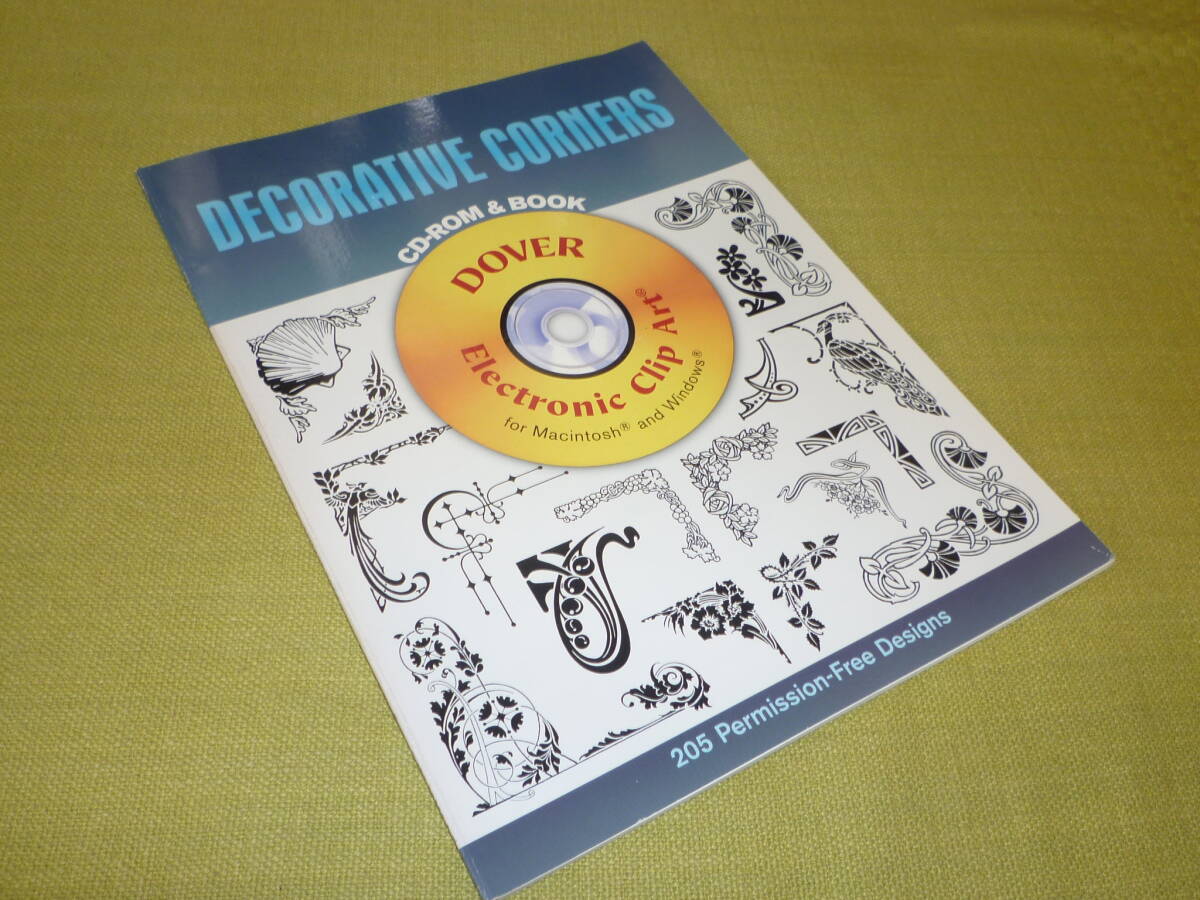 DECORATIVE CORNERS
CD-ROM & BOOK
DOVER
Electronic Clip Art®
for Macintosh® and Windows®
205 Permission-Free Designs